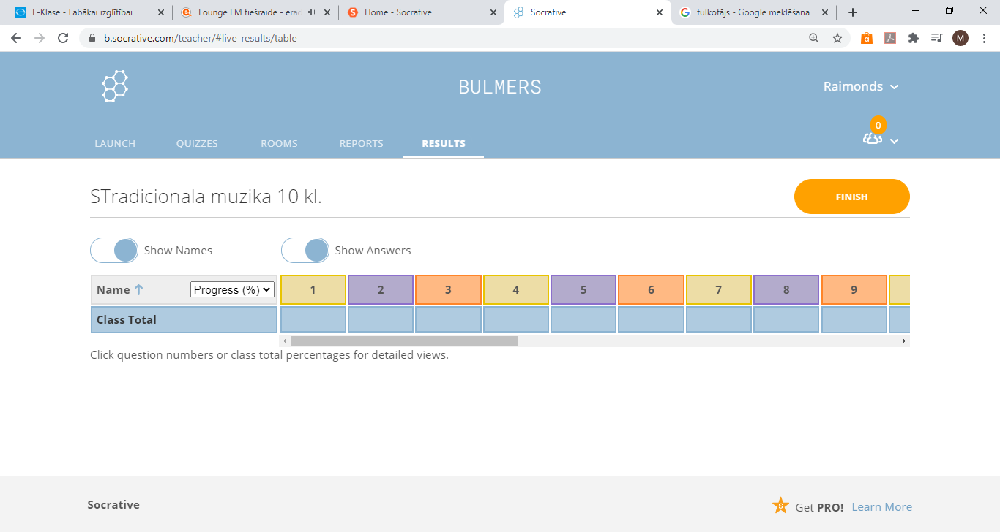 E-Klase - Labākai izglītībai
Lounge FM tiešraide - erad
Home - Socrative
Socrative
tulkotājs - Google meklēšana
b.socrative.com/teacher/#live-results/table
M
BULMERS
Raimonds
0
LAUNCH QUIZZES ROOMS REPORTS RESULTS
STradicionālā mūzika 10 kl.
FINISH
Show Names Show Answers
Name Progress (%) 1 2 3 4 5 6 7 8 9
Class Total
Click question numbers or class total percentages for detailed views.
Socrative
Get PRO! Learn More